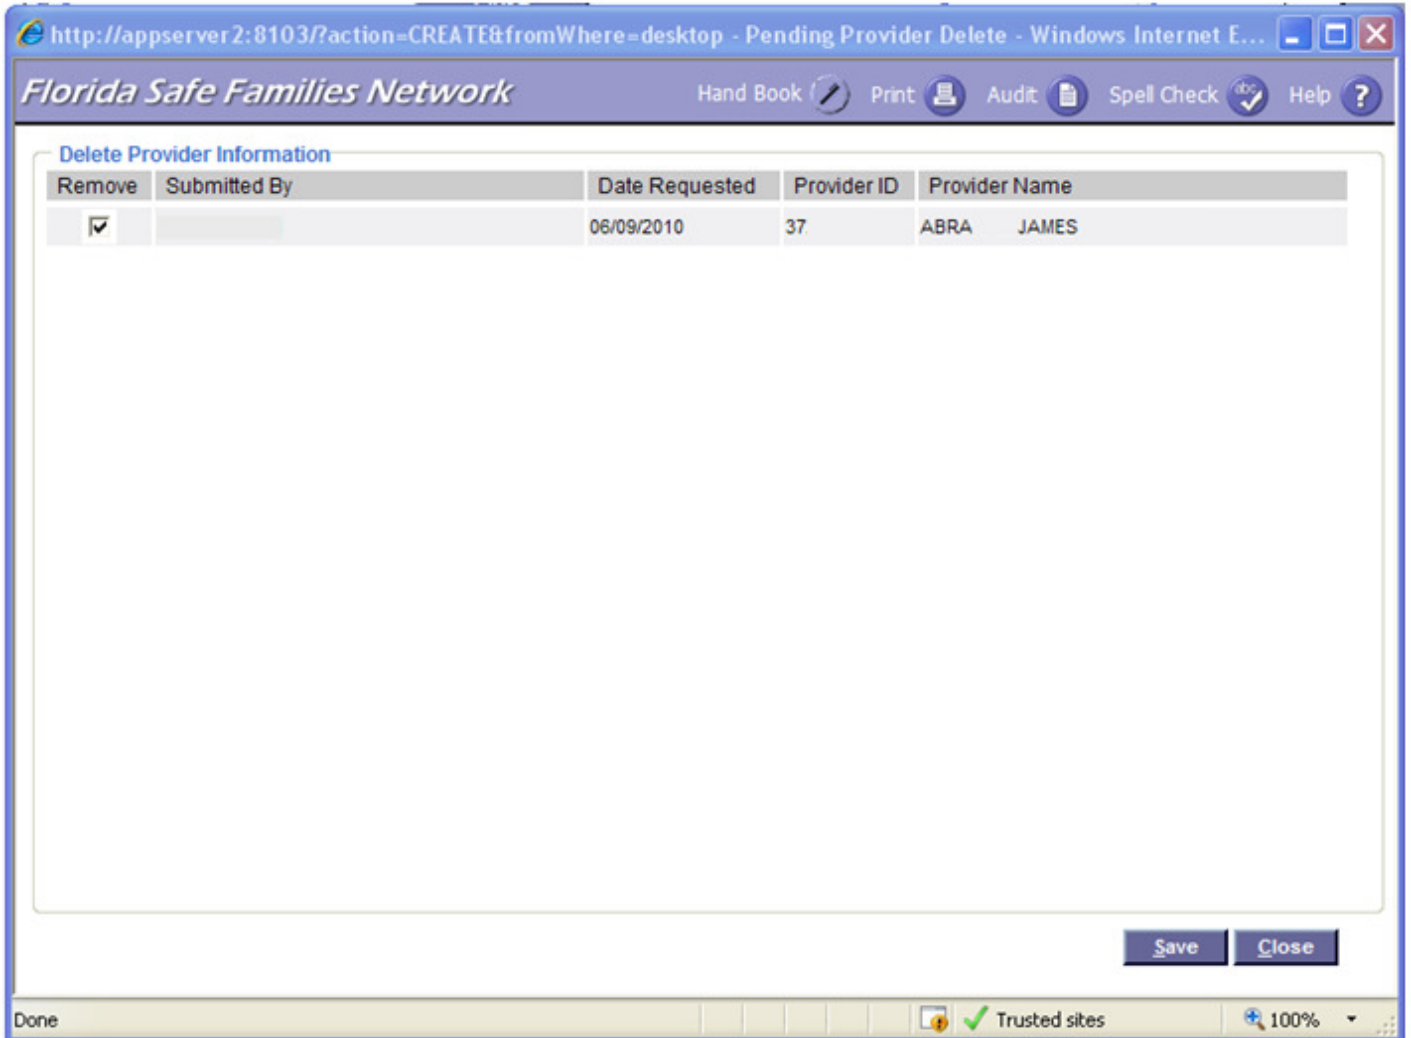 http://appserver2:8103/?action=CREATE&fromWhere=desktop - Pending Provider Delete - Windows Internet E...
Florida Safe Families Network Hand Book Print Audit abc Spell Check Help ?
Delete Provider Information
Remove Submitted By Date Requested Provider ID Provider Name
06/09/2010 37 ABRA JAMES
Save Close
Done Trusted sites 100%